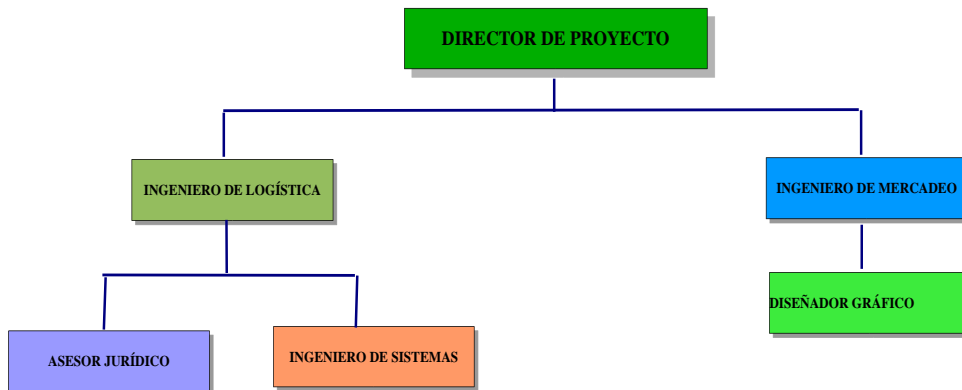 DIRECTOR DE PROYECTO
INGENIERO DE LOGÍSTICA
INGENIERO DE MERCADEO
DISEÑADOR GRÁFICO
ASESOR JURÍDICO
INGENIERO DE SISTEMAS